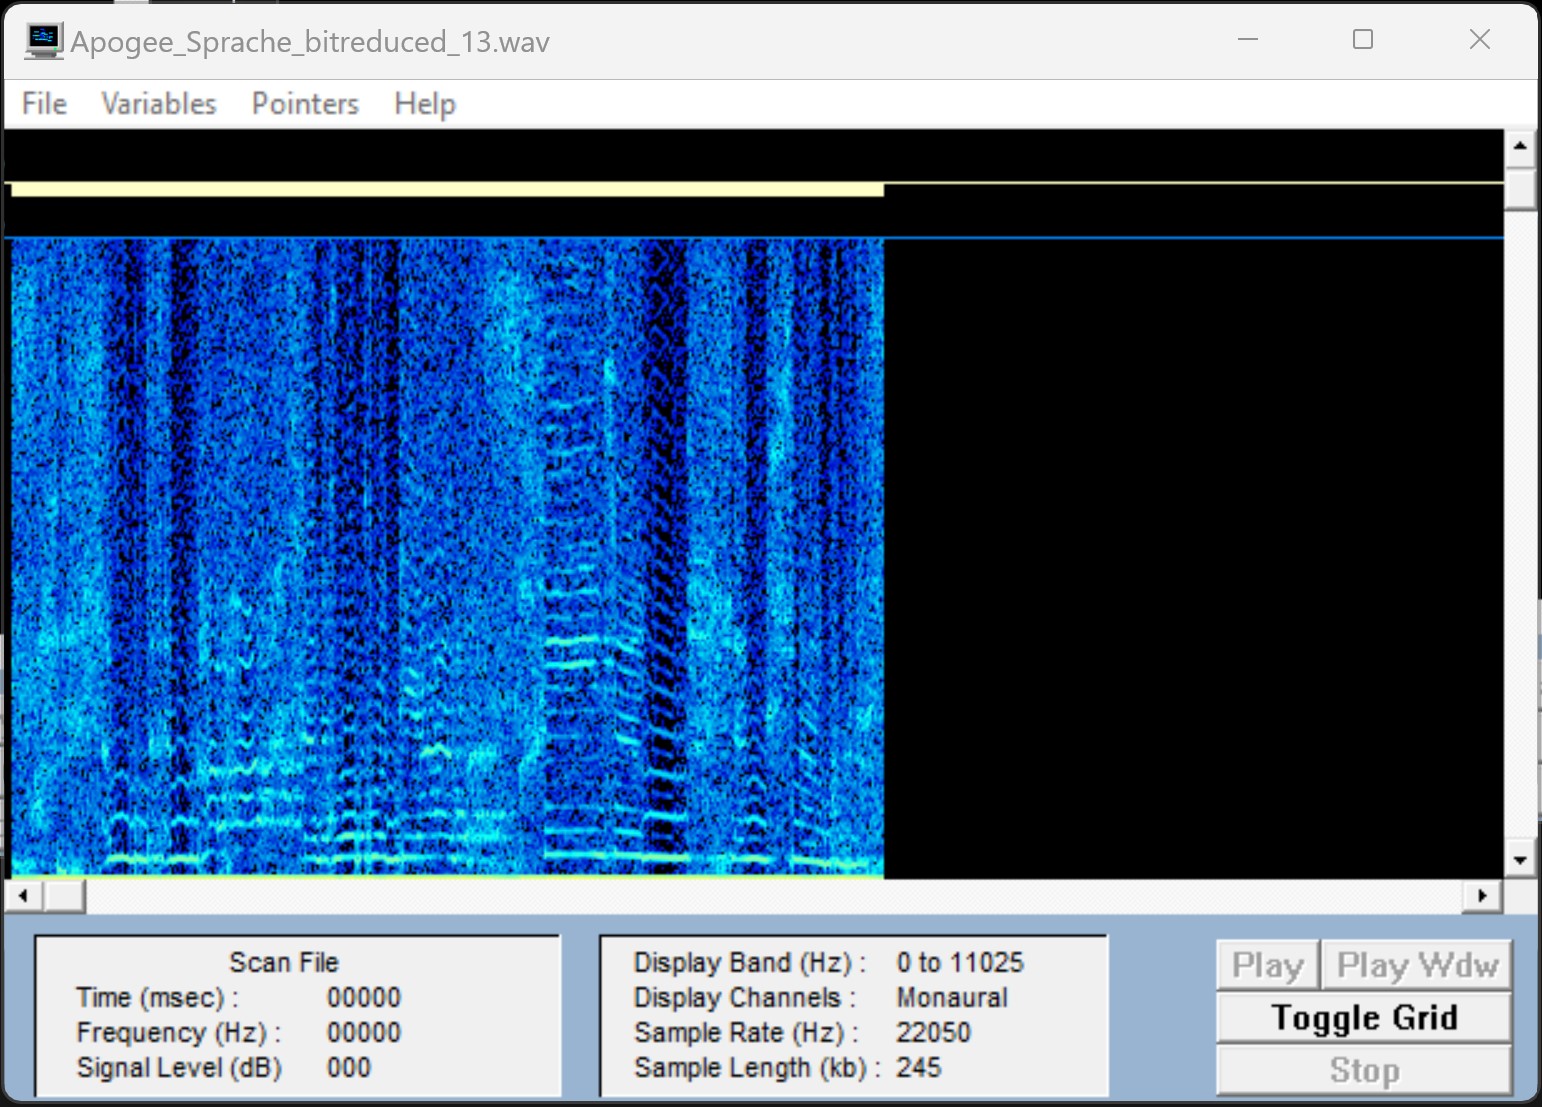 Apogee_Sprache_bitreduced_13.wav
File Variables Pointers Help
Scan File
Time (msec) : 00000
Frequency (Hz) : 00000
Signal Level (dB) 000
Display Band (Hz) : 0 to 11025
Display Channels : Monaural
Sample Rate (Hz) : 22050
Sample Length (kb) : 245
Play Play Wdw
Toggle Grid
Stop